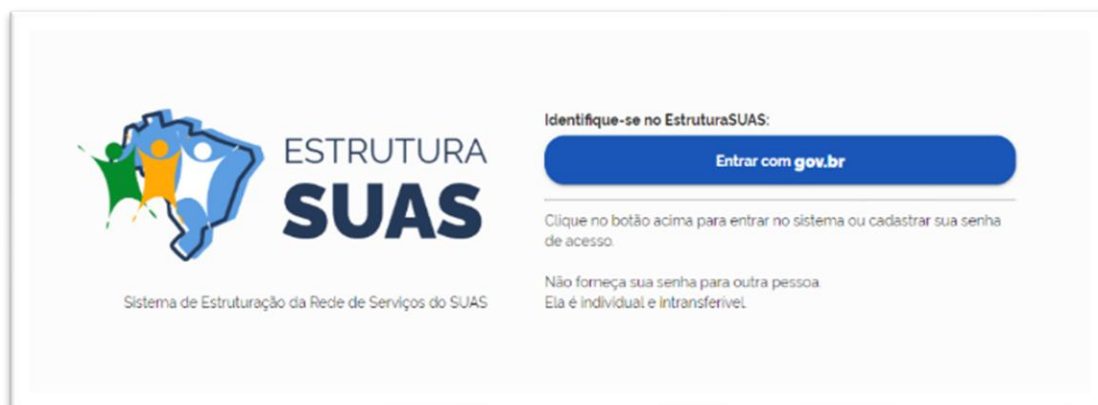 ESTRUTURA
SUAS
Sistema de Estruturação da Rede de Serviços do SUAS
Identifique-se no EstruturaSUAS:
Entrar com gov.br
Clique no botão acima para entrar no sistema ou cadastrar sua senha
de acesso.
Não forneça sua senha para outra pessoa.
Ela é individual e intransferível.